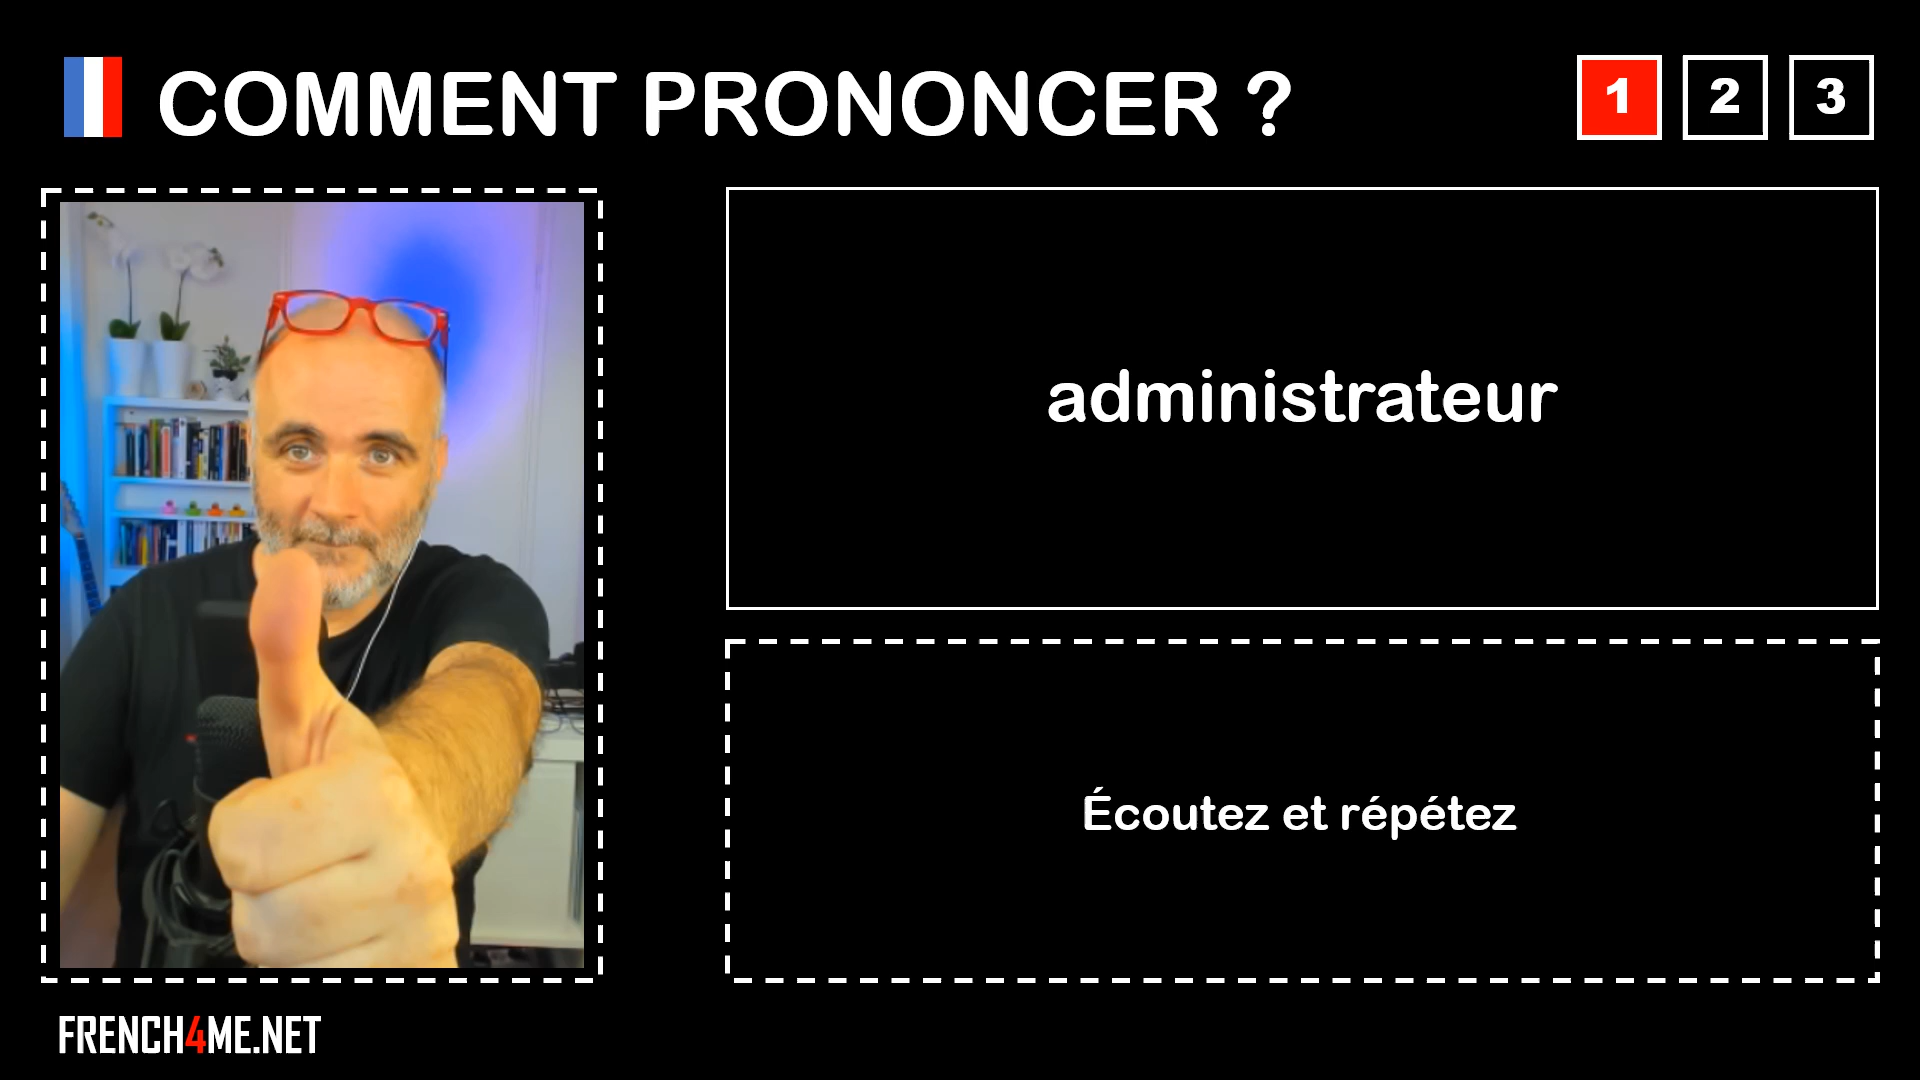 COMMENT PRONONCER ?
1
2
3
administrateur
Écoutez et répétez
FRENCH4ME.NET